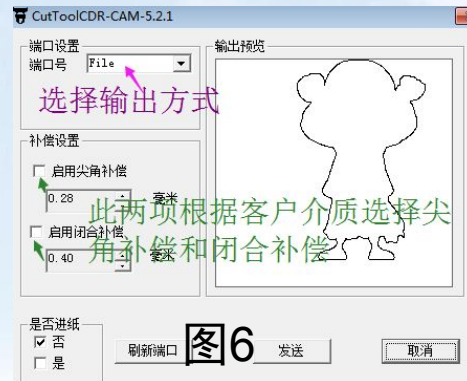 CutToolCDR-CAM-5.2.1
端口设置
端口号 File
选择输出方式
补偿设置
启用尖角补偿
0.28 毫米
启用闭合补偿
0.40 毫米
此两项根据客户介质选择尖
角补偿和闭合补偿
是否进纸
否
是
输出预览
刷新端口
图6
发送
取消